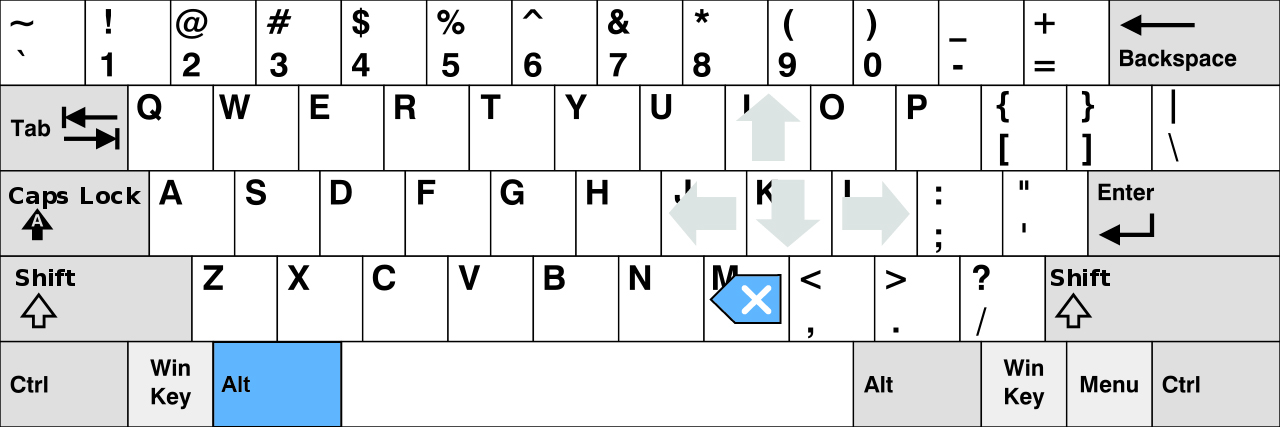 ~ ! @ # $ % ^ & * ( ) _ +
` 1 2 3 4 5 6 7 8 9 0 - = Backspace
Tab Q W E R T Y U I O P { } |
[ ] \
Caps Lock A S D F G H J K L : " Enter
A ; '
Shift Z X C V B N M < > ? Shift
, . /
Ctrl Win Key Alt Alt Win Key Menu Ctrl